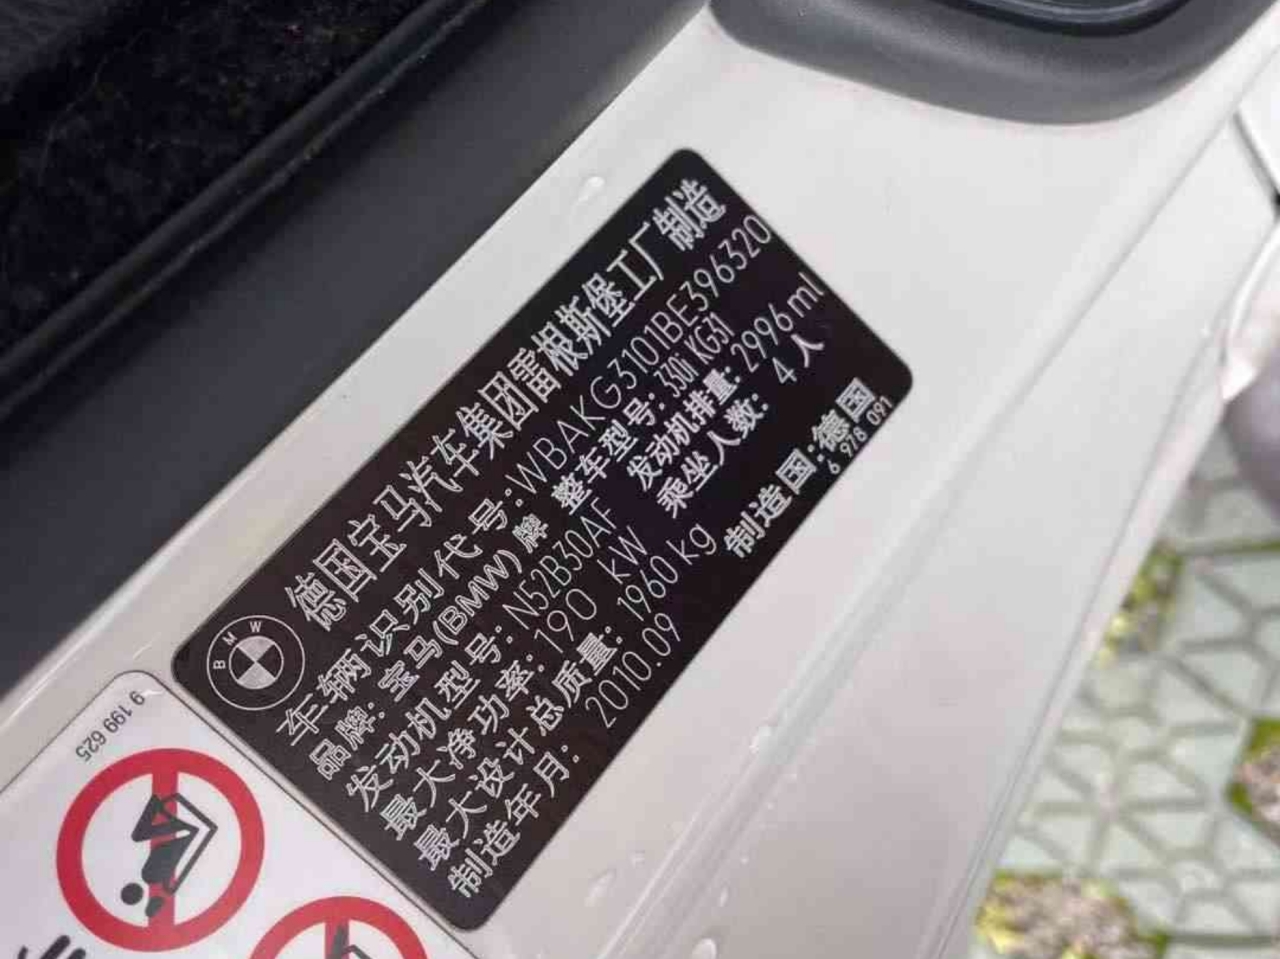 BMW
德国宝马汽车集团雷根斯堡工厂制造
车辆识别代号:WBAKG3101BE396320
品牌:宝马(BMW)牌 整车型号:330i KG31
发动机型号:N52B30AF 发动机排量:2996ml
最大净功率:190 kW 乘坐人数: 4人
最大设计总质量:1960kg
制造年月:2010.09 制造国:德国
6 978 091
9 199 625